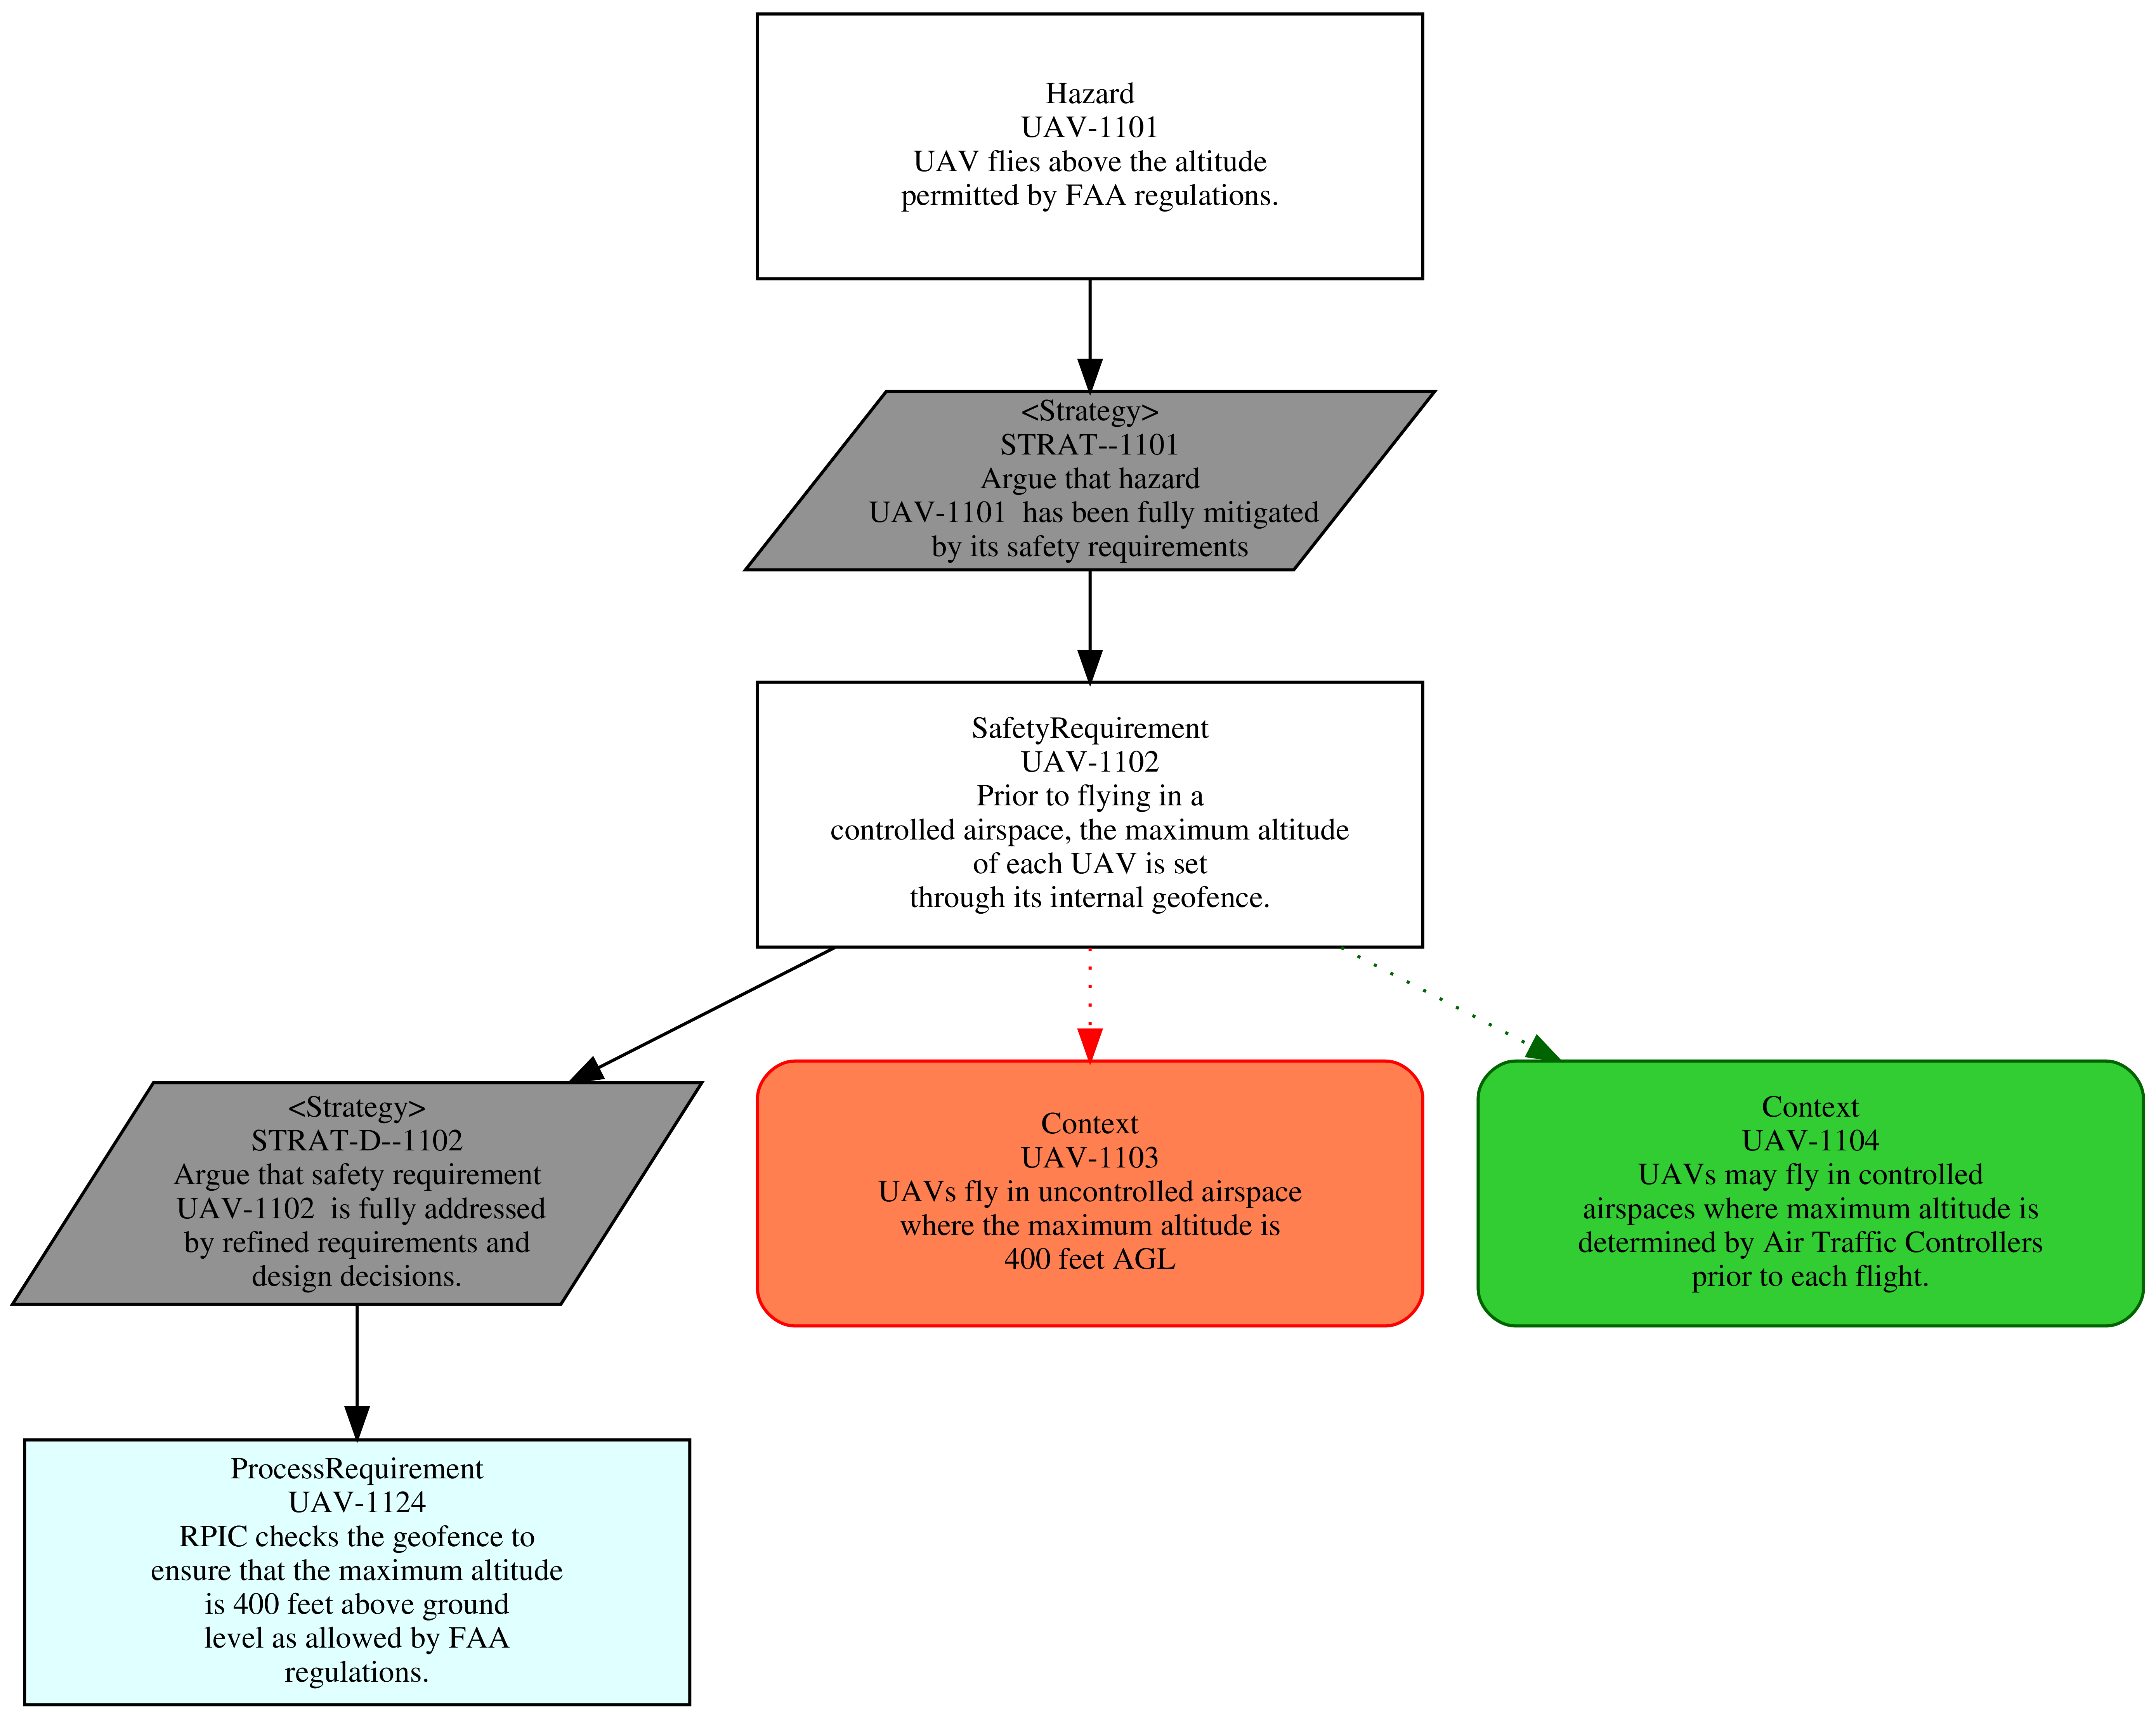 Hazard
UAV-1101
UAV flies above the altitude
permitted by FAA regulations.
<Strategy>
STRAT--1101
Argue that hazard
UAV-1101  has been fully mitigated
by its safety requirements
SafetyRequirement
UAV-1102
Prior to flying in a
controlled airspace, the maximum altitude
of each UAV is set
through its internal geofence.
<Strategy>
STRAT-D--1102
Argue that safety requirement
UAV-1102  is fully addressed
by refined requirements and
design decisions.
Context
UAV-1103
UAVs fly in uncontrolled airspace
where the maximum altitude is
400 feet AGL
Context
UAV-1104
UAVs may fly in controlled
airspaces where maximum altitude is
determined by Air Traffic Controllers
prior to each flight.
ProcessRequirement
UAV-1124
RPIC checks the geofence to
ensure that the maximum altitude
is 400 feet above ground
level as allowed by FAA
regulations.